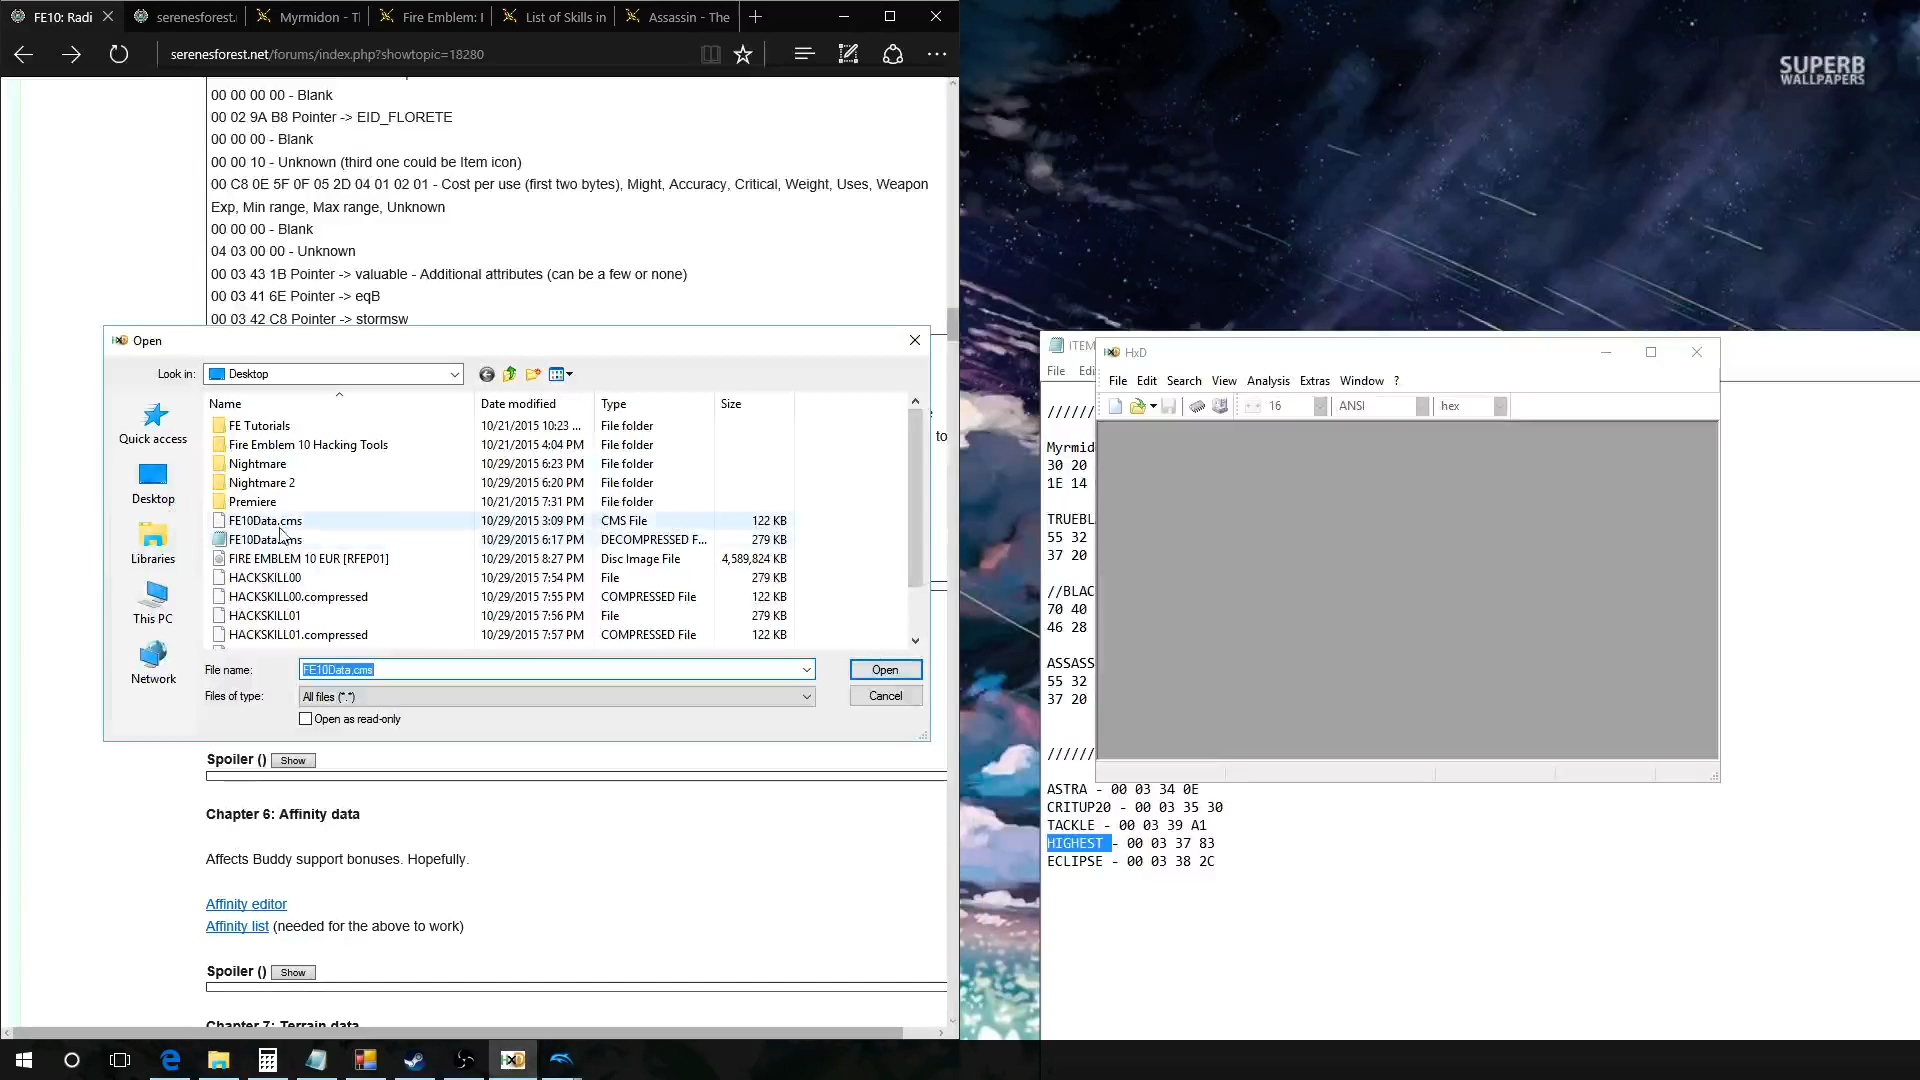 FE10: Radi
serenesforest.
Myrmidon - Tl
Fire Emblem: I
List of Skills in
Assassin - The
serenesforest.net/forums/index.php?showtopic=18280
00 00 00 00 - Blank
00 02 9A B8 Pointer -> EID_FLORETE
00 00 00 - Blank
00 00 10 - Unknown (third one could be Item icon)
00 C8 0E 5F 0F 05 2D 04 01 02 01 - Cost per use (first two bytes), Might, Accuracy, Critical, Weight, Uses, Weapon
Exp, Min range, Max range, Unknown
00 00 00 - Blank
04 03 00 00 - Unknown
00 03 43 1B Pointer -> valuable - Additional attributes (can be a few or none)
00 03 41 6E Pointer -> eqB
00 03 42 C8 Pointer -> stormsw
to
Open
Look in: Desktop
Name Date modified Type Size
FE Tutorials 10/21/2015 10:23 ... File folder
Fire Emblem 10 Hacking Tools 10/21/2015 4:04 PM File folder
Nightmare 10/29/2015 6:23 PM File folder
Nightmare 2 10/29/2015 6:20 PM File folder
Premiere 10/21/2015 7:31 PM File folder
FE10Data.cms 10/29/2015 3:09 PM CMS File 122 KB
FE10Data.cms 10/29/2015 6:17 PM DECOMPRESSED F... 279 KB
FIRE EMBLEM 10 EUR [RFEP01] 10/29/2015 8:27 PM Disc Image File 4,589,824 KB
HACKSKILL00 10/29/2015 7:54 PM File 279 KB
HACKSKILL00.compressed 10/29/2015 7:55 PM COMPRESSED File 122 KB
HACKSKILL01 10/29/2015 7:56 PM File 279 KB
HACKSKILL01.compressed 10/29/2015 7:57 PM COMPRESSED File 122 KB
Quick access
Desktop
Libraries
This PC
Network
File name: FE10Data.cms Open
Files of type: All files (*.*) Cancel
Open as read-only
Spoiler () Show
Chapter 6: Affinity data
Affects Buddy support bonuses. Hopefully.
Affinity editor
Affinity list (needed for the above to work)
Spoiler () Show
Chapter 7: Terrain data
SUPERB
WALLPAPERS
ITEM
File Edi
HxD
File Edit Search View Analysis Extras Window ?
16 ANSI hex
//////
Myrmid
30 20
1E 14
TRUEBL
55 32
37 20
//BLAC
70 40
46 28
ASSASS
55 32
37 20
//////
ASTRA - 00 03 34 0E
CRITUP20 - 00 03 35 30
TACKLE - 00 03 39 A1
HIGHEST - 00 03 37 83
ECLIPSE - 00 03 38 2C